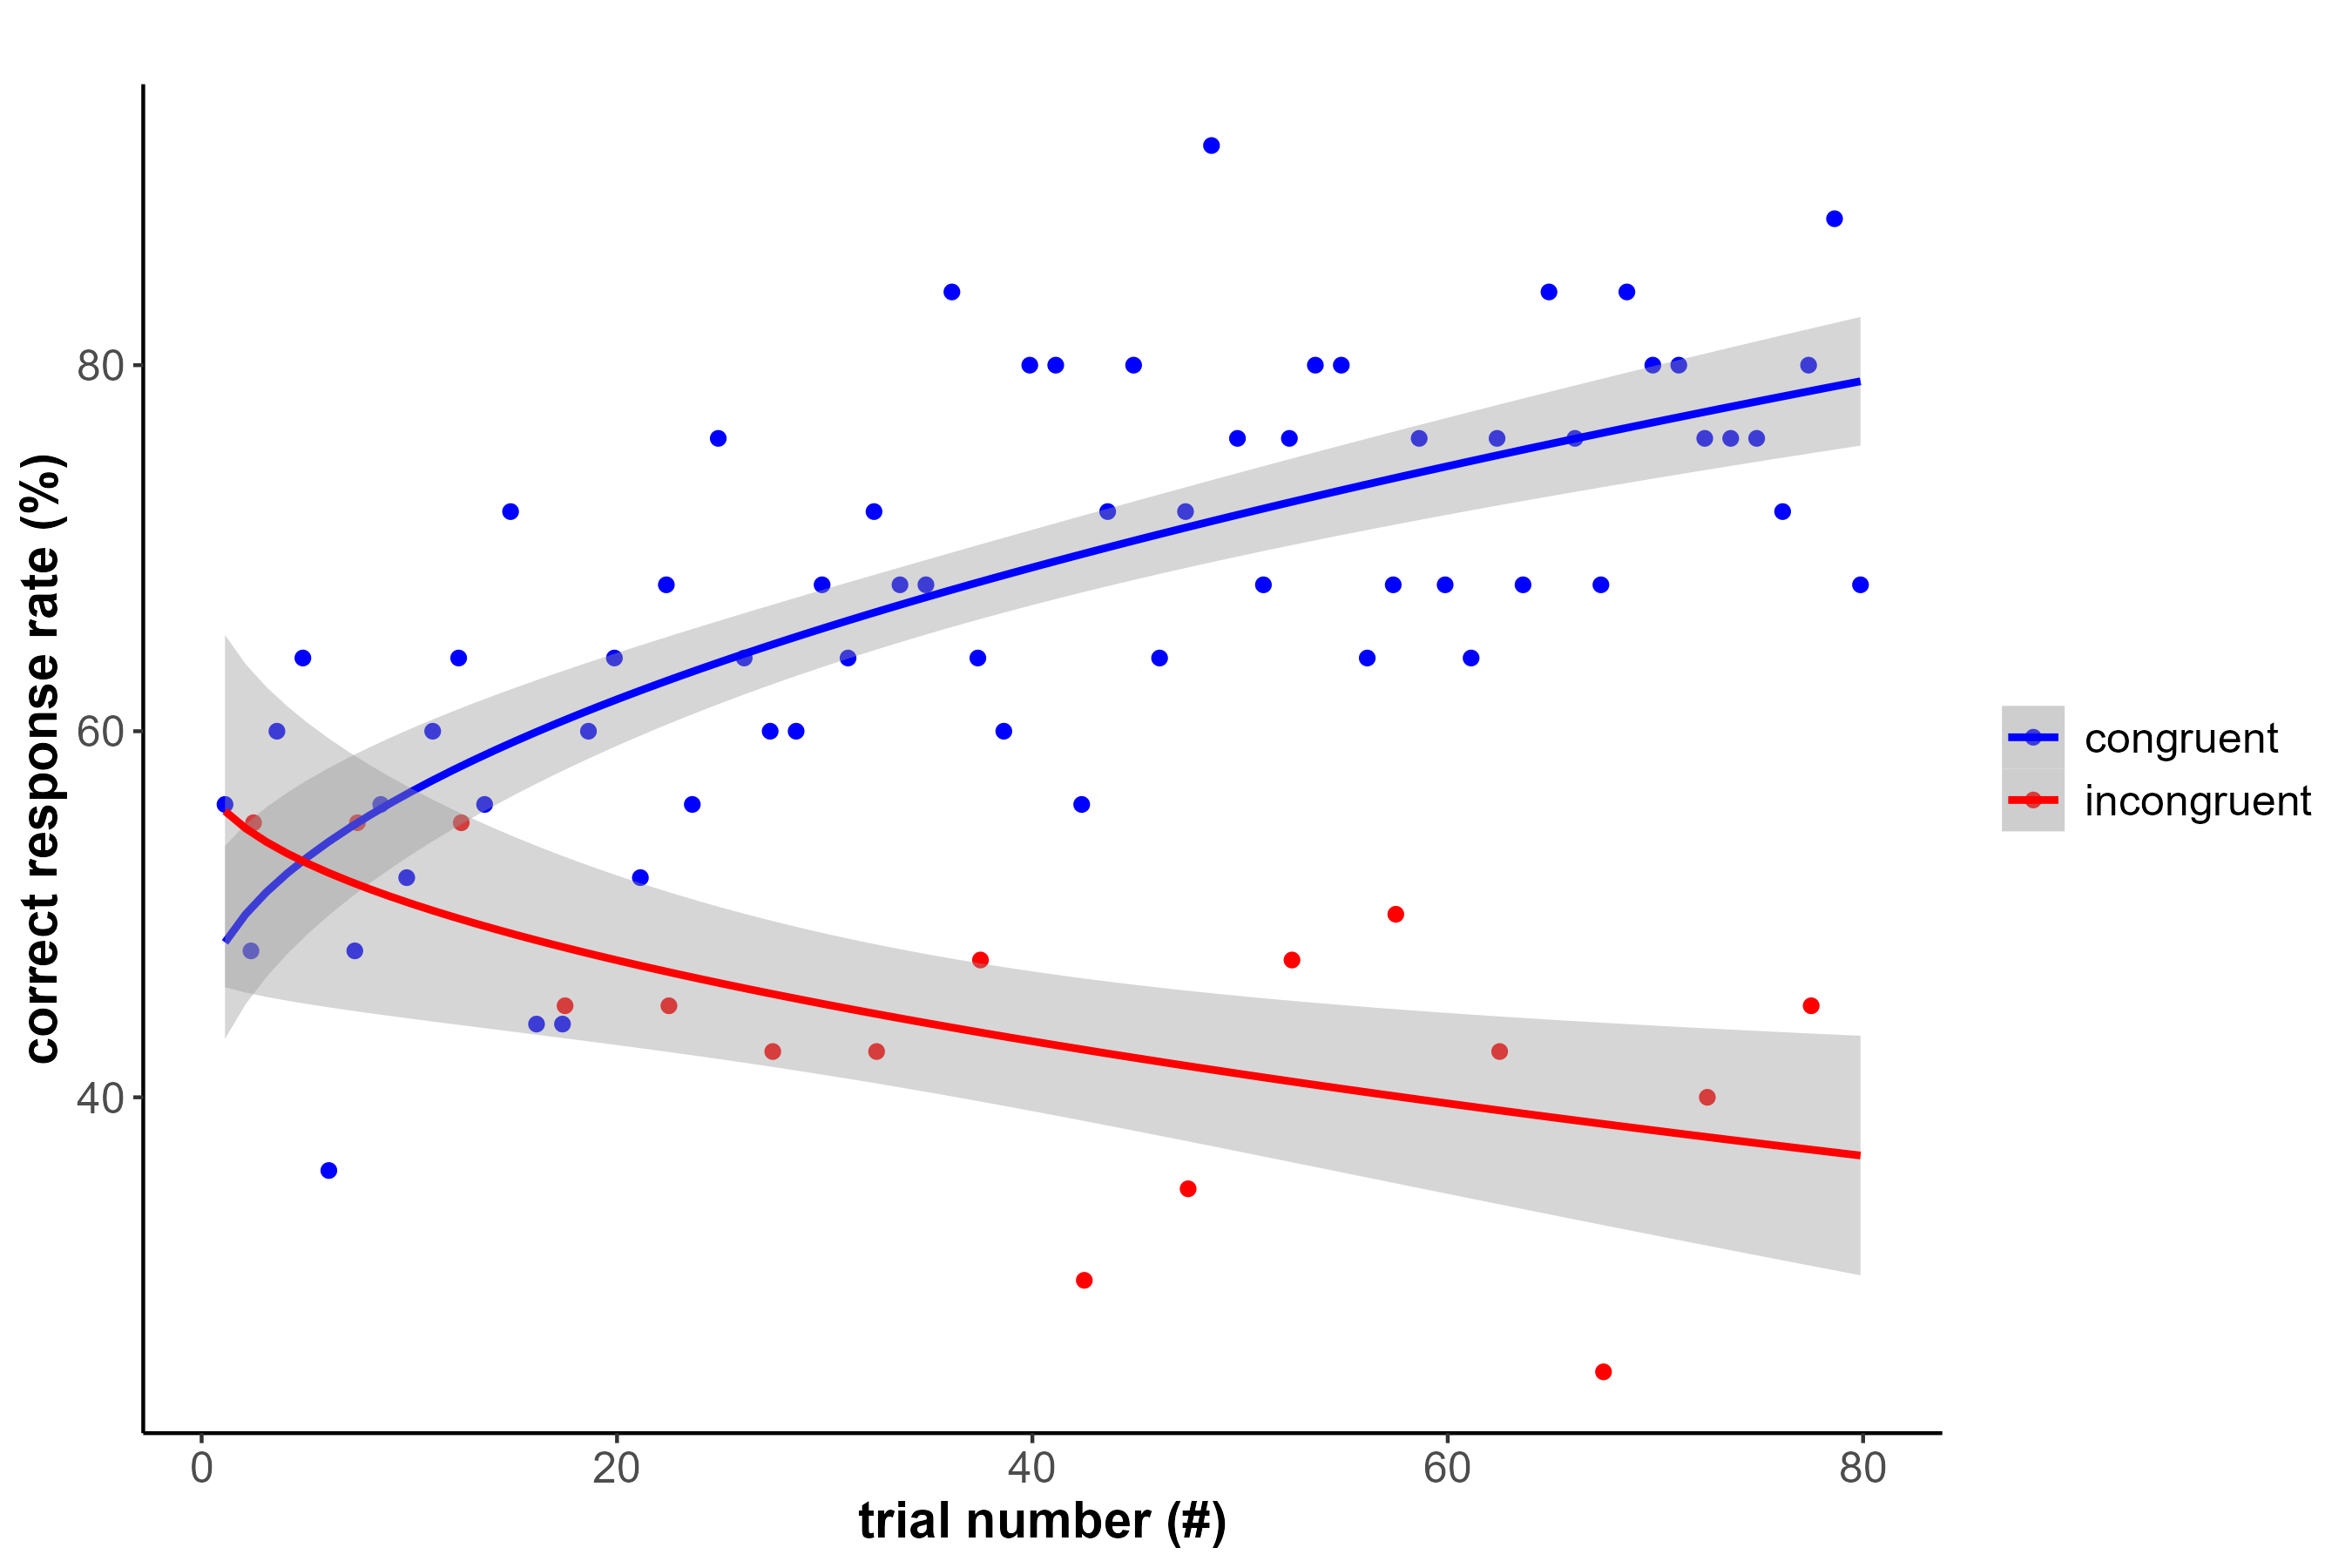 correct response rate (%)
80
60
40
0 20 40 60 80
trial number (#)
congruent
incongruent